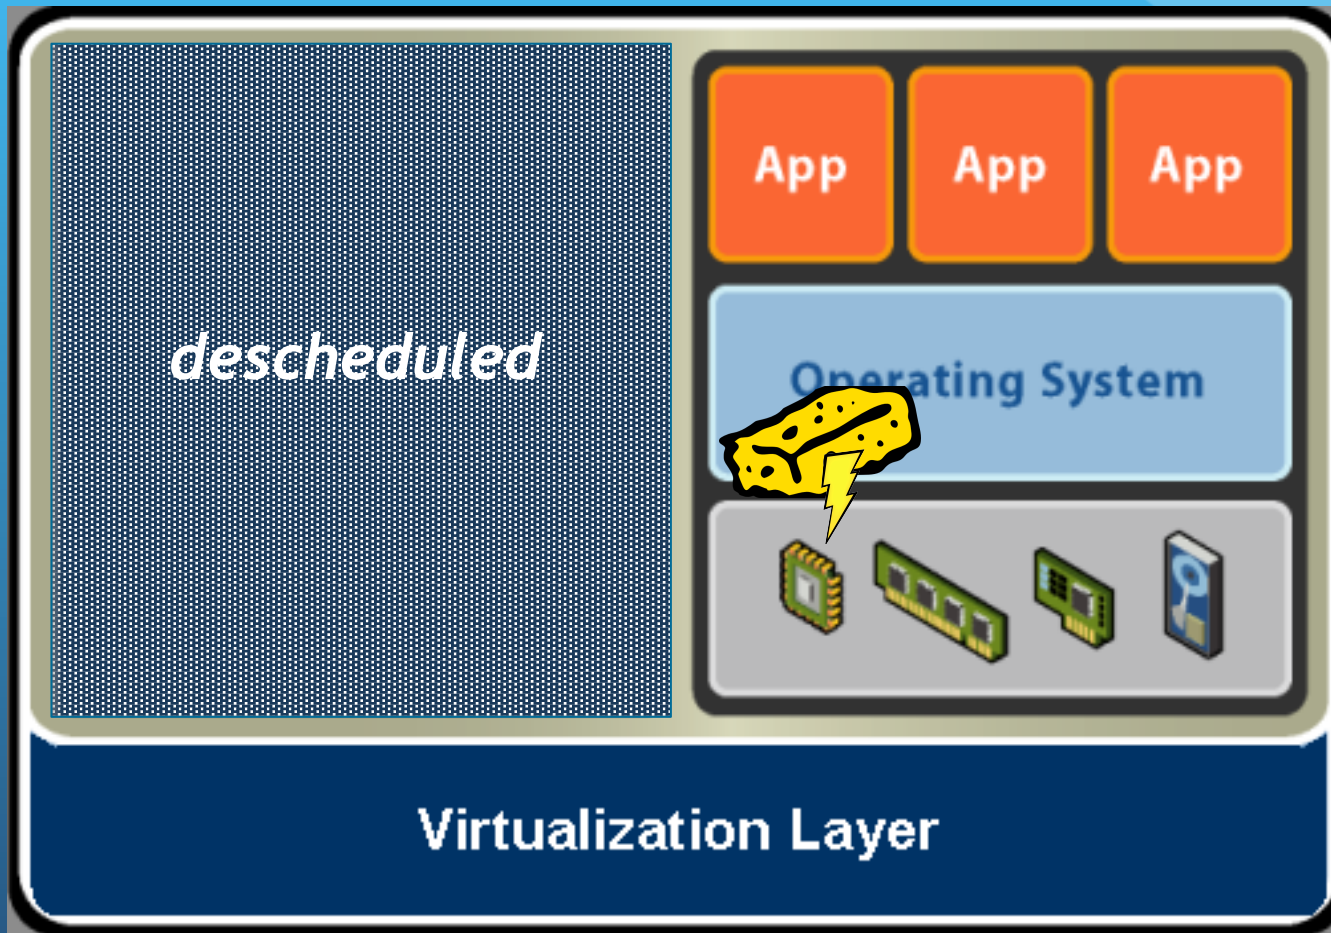 App
App
App
descheduled
Operating System
Virtualization Layer